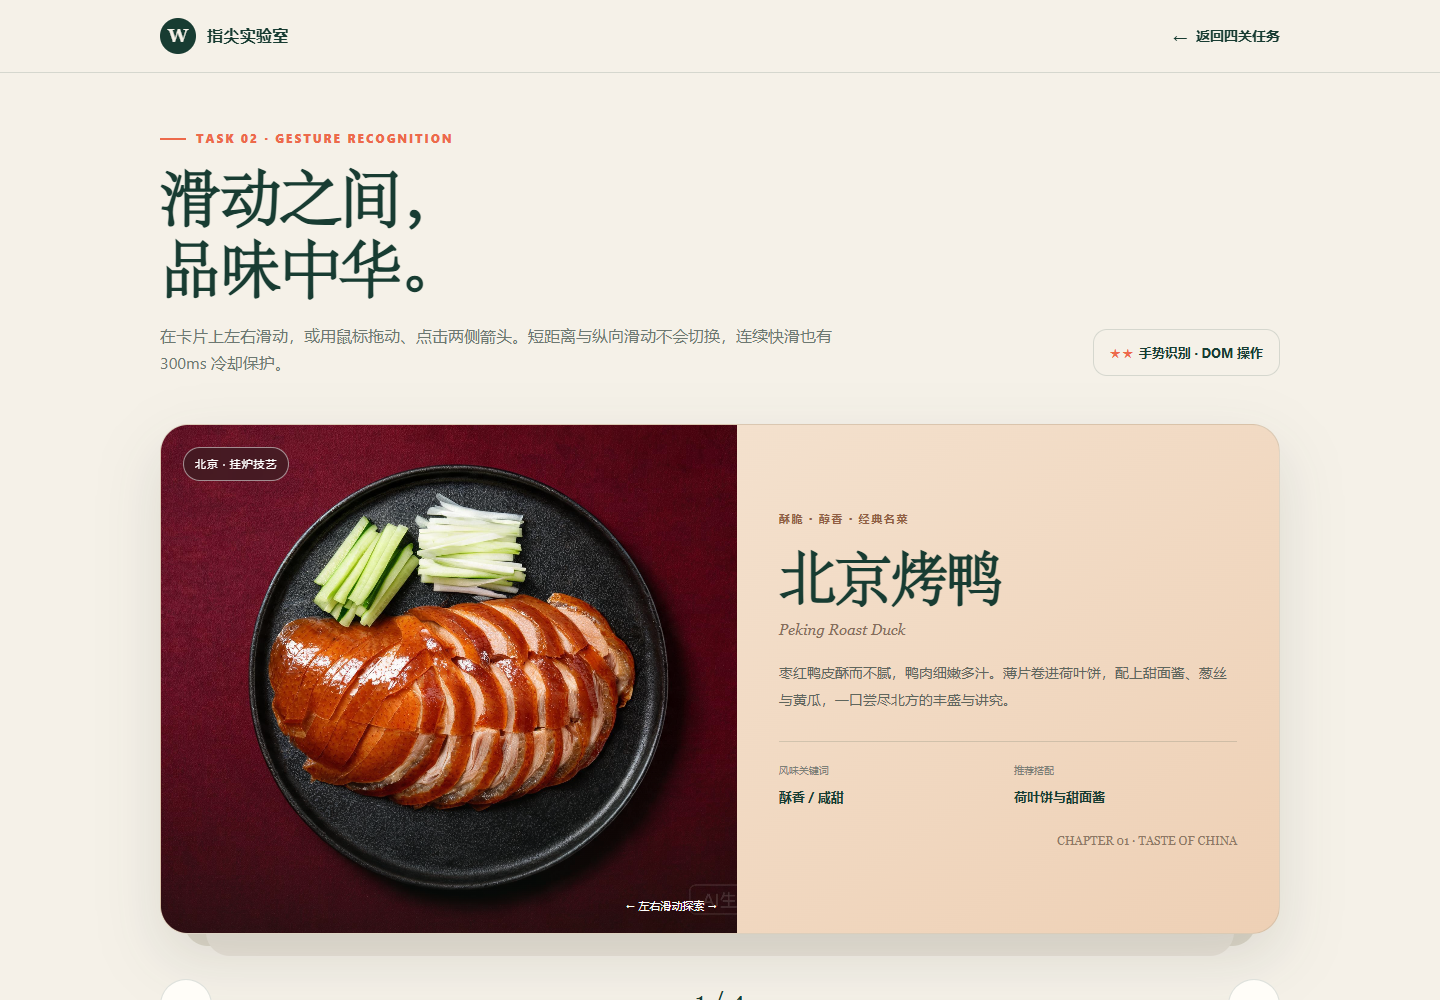 W 指尖实验室
← 返回四关任务
TASK 02 · GESTURE RECOGNITION
滑动之间，
品味中华。
在卡片上左右滑动，或用鼠标拖动、点击两侧箭头。短距离与纵向滑动不会切换，连续快滑也有
300ms 冷却保护。
★★ 手势识别 · DOM 操作
北京 · 挂炉技艺
AI生
← 左右滑动探索 →
酥脆 · 醇香 · 经典名菜
北京烤鸭
Peking Roast Duck
枣红鸭皮酥而不腻，鸭肉细嫩多汁。薄片卷进荷叶饼，配上甜面酱、葱丝
与黄瓜，一口尝尽北方的丰盛与讲究。
风味关键词
酥香 / 咸甜
推荐搭配
荷叶饼与甜面酱
CHAPTER 01 · TASTE OF CHINA